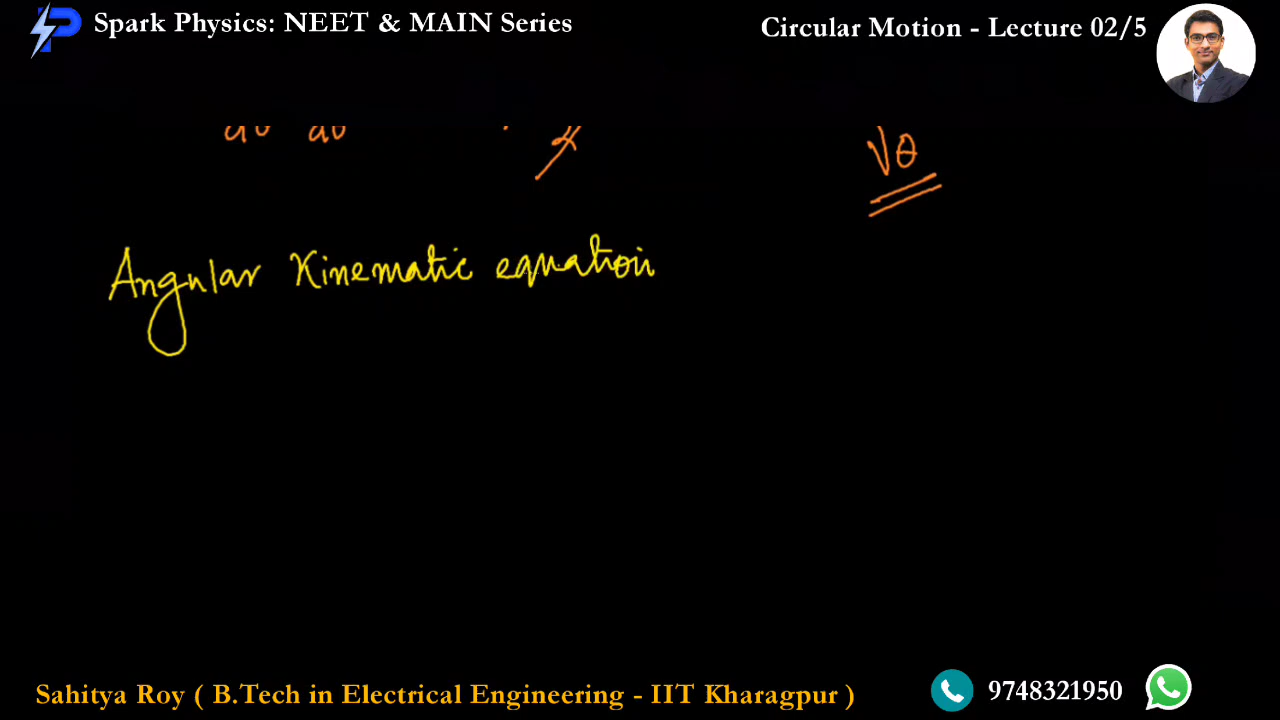 Spark Physics: NEET & MAIN Series
Circular Motion - Lecture 02/5
√θ
Angular Kinematic equation
Sahitya Roy ( B.Tech in Electrical Engineering - IIT Kharagpur )
9748321950